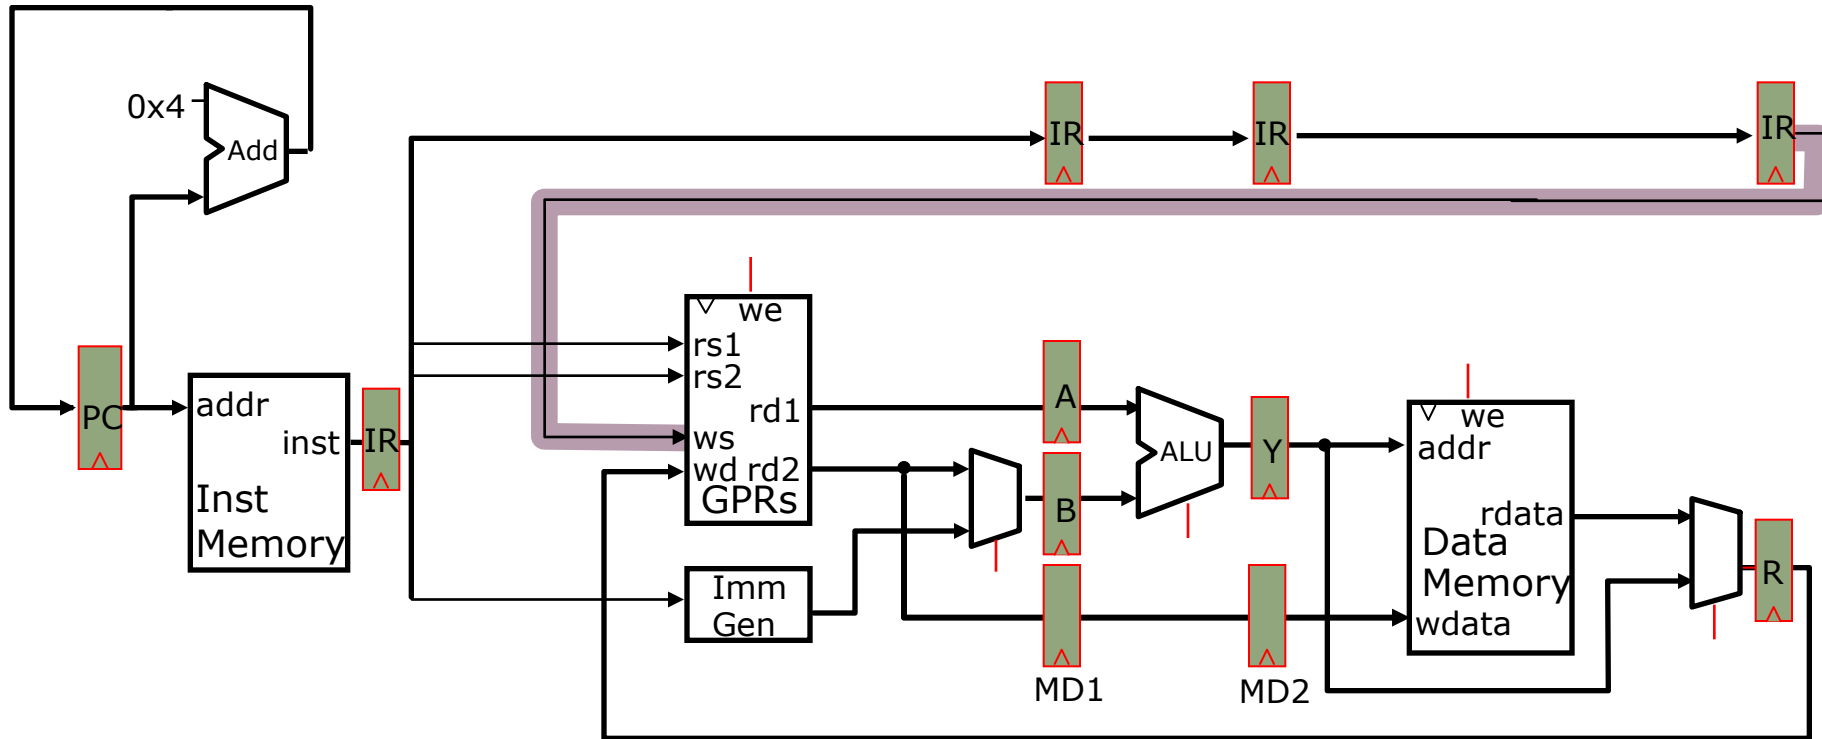 0x4
Add
IR
IR
IR
we
rs1
rs2
rd1
ws
wd rd2
GPRs
PC
addr
inst
Inst
Memory
IR
A
B
ALU
Y
we
addr
rdata
Data
Memory
wdata
R
Imm
Gen
MD1
MD2